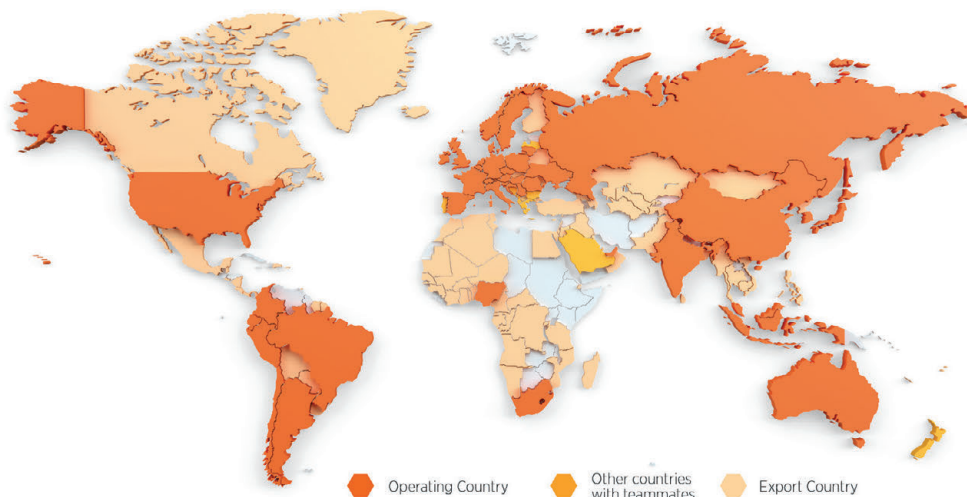 Operating Country
Other countries
with teammates
Export Country